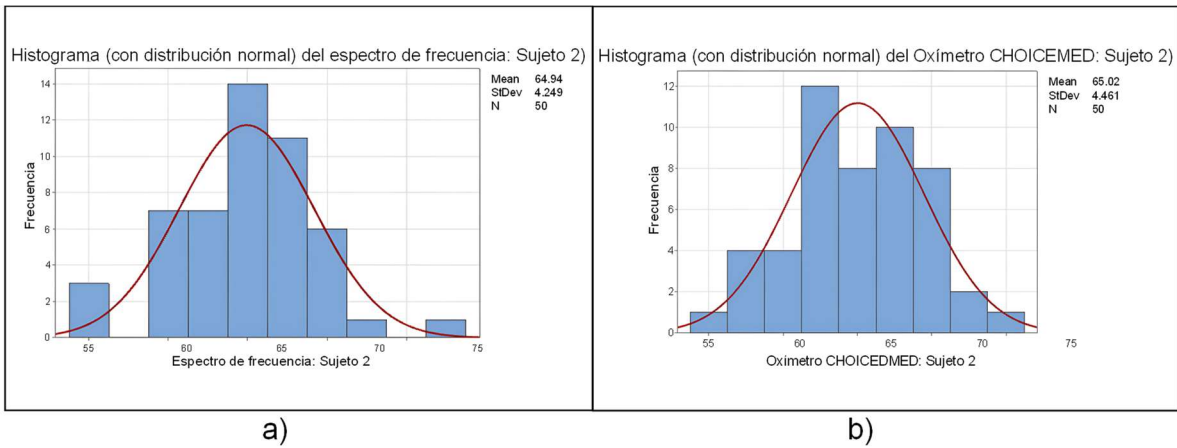 Histograma (con distribución normal) del espectro de frecuencia: Sujeto 2)
Mean 64.94
StDev 4.249
N 50
Frecuencia
14
12
10
8
6
4
2
0
55 60 65 70 75
Espectro de frecuencia: Sujeto 2
a)
Histograma (con distribución normal) del Oxímetro CHOICEMED: Sujeto 2)
Mean 65.02
StDev 4.461
N 50
Frecuencia
12
10
8
6
4
2
0
55 60 65 70 75
Oxímetro CHOICEDMED: Sujeto 2
b)